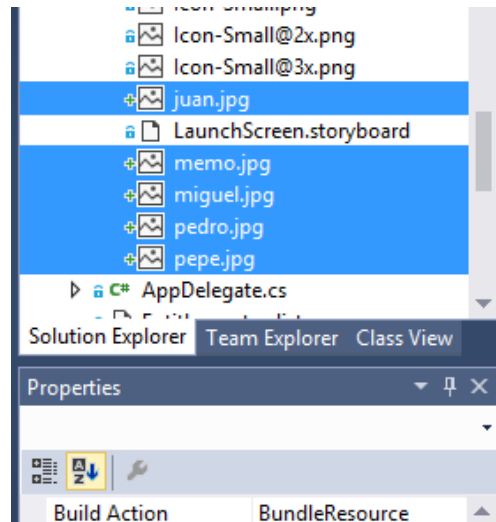 Icon-Small@2x.png
Icon-Small@3x.png
juan.jpg
LaunchScreen.storyboard
memo.jpg
miguel.jpg
pedro.jpg
pepe.jpg
C# AppDelegate.cs
Solution Explorer Team Explorer Class View
Properties
Build Action BundleResource